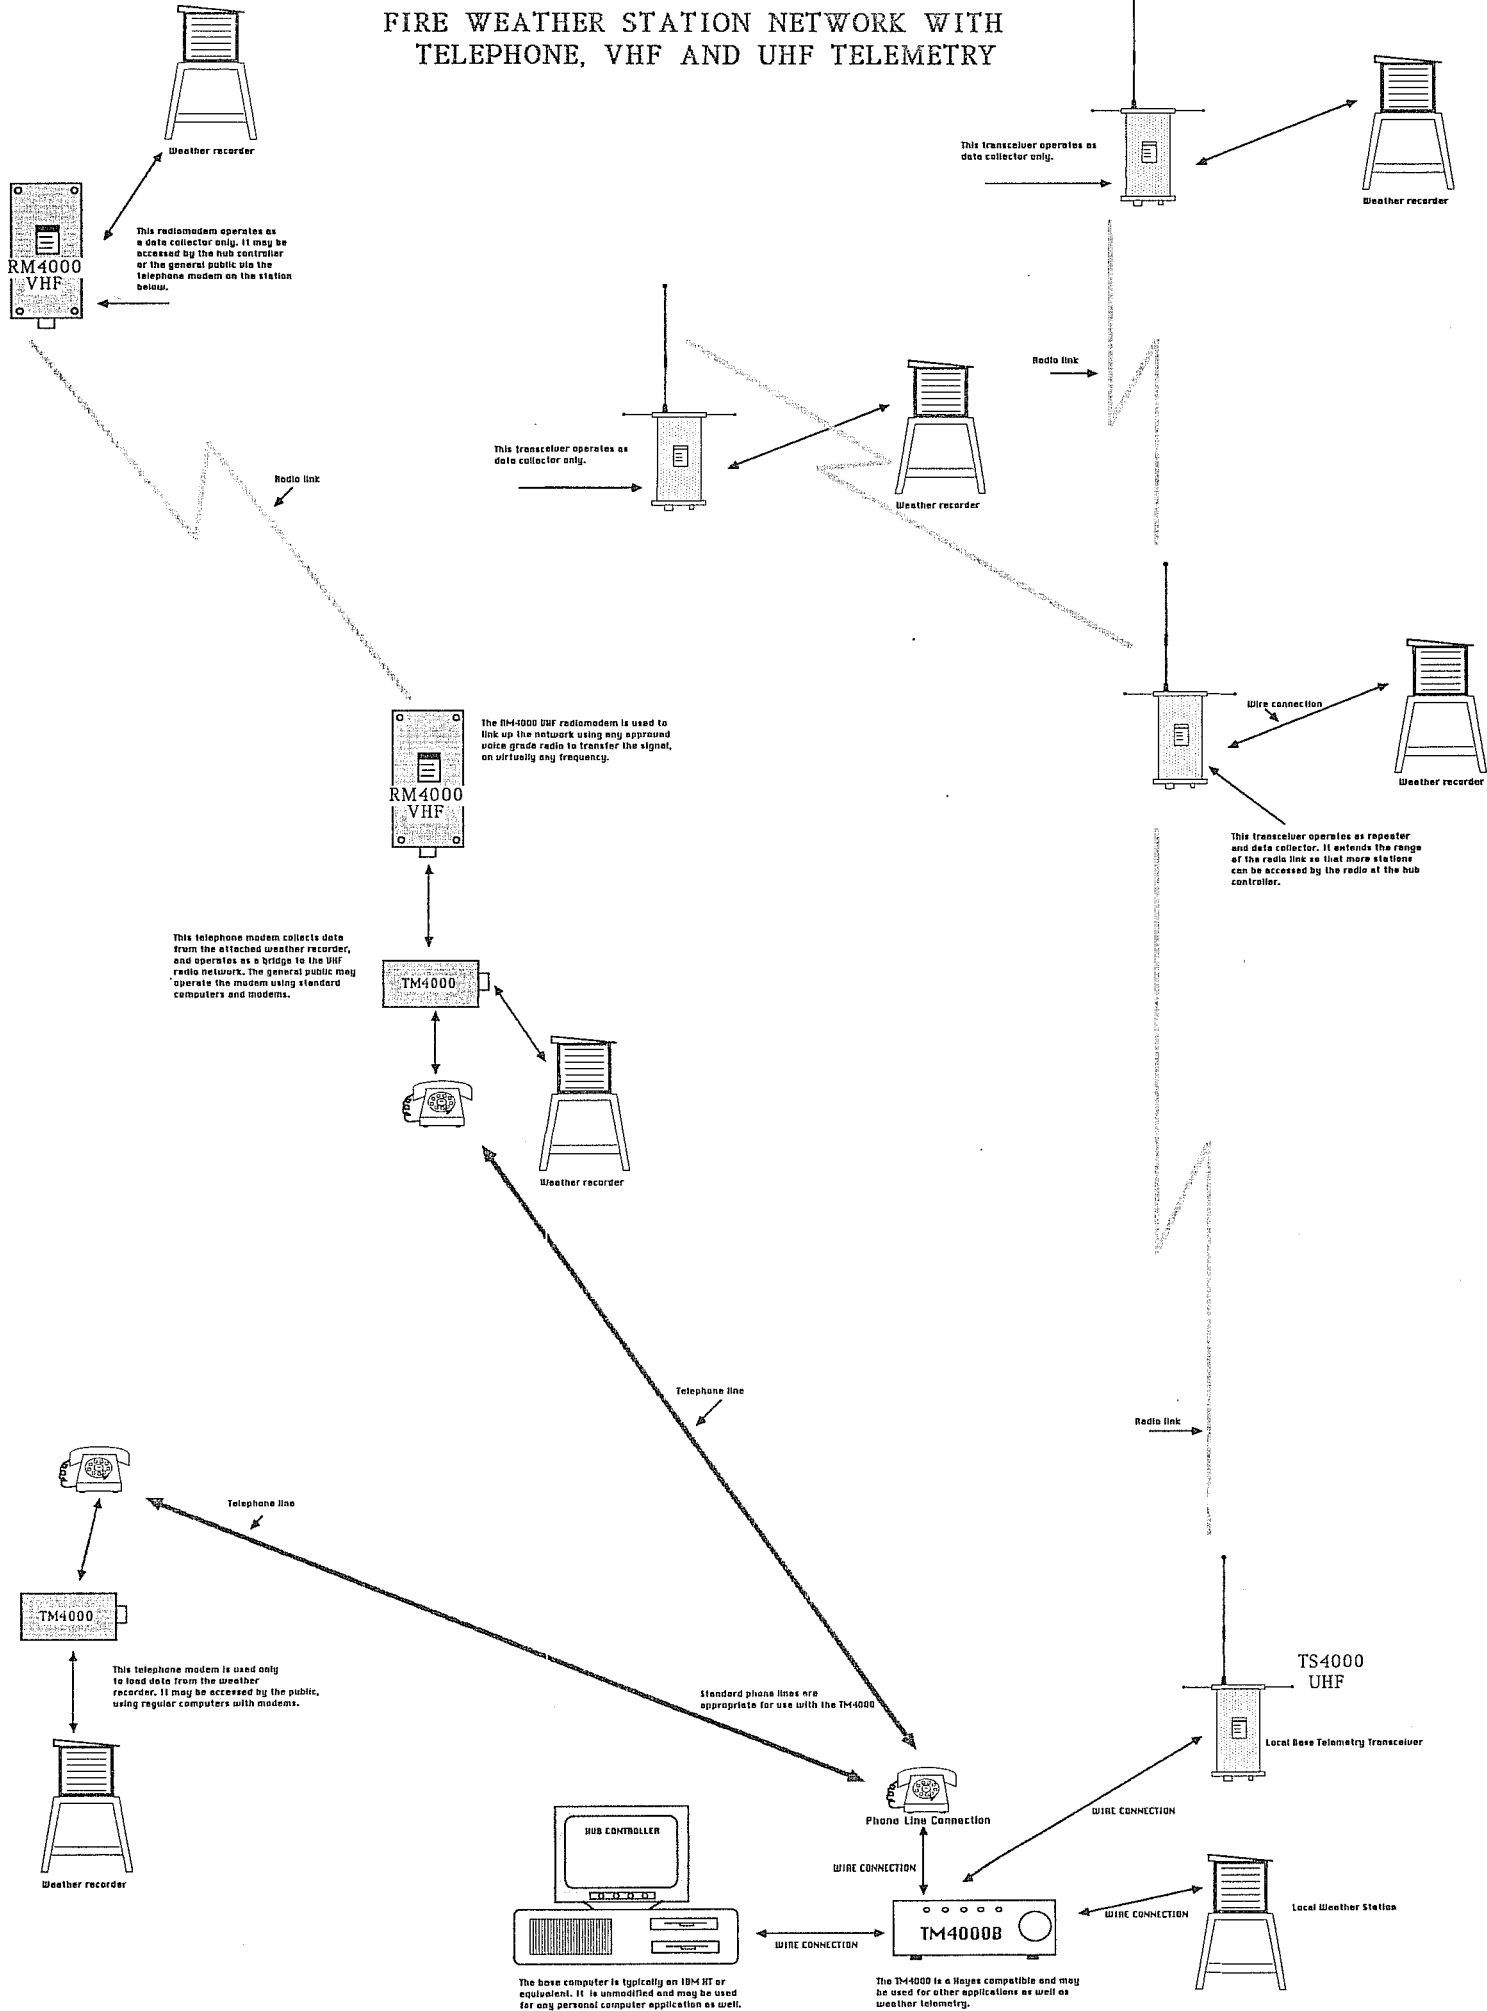 FIRE WEATHER STATION NETWORK WITH
TELEPHONE, VHF AND UHF TELEMETRY
Weather recorder
This transceiver operates as
data collector only.
Weather recorder
This radiomodem operates as
a data collector only. It may be
accessed by the hub controller
or the general public via the
telephone modem on the station
below.
RM4000
VHF
Radio link
This transceiver operates as
data collector only.
Weather recorder
Radio link
Wire connection
Weather recorder
This transceiver operates as repeater
and data collector. It extends the range
of the radio link so that more stations
can be accessed by the radio at the hub
controller.
The RM4000 VHF radiomodem is used to
link up the network using any approved
voice grade radio to transfer the signal,
on virtually any frequency.
RM4000
VHF
This telephone modem collects data
from the attached weather recorder,
and operates as a bridge to the VHF
radio network. The general public may
operate the modem using standard
computers and modems.
TM4000
Weather recorder
Telephone line
Radio link
Telephone line
TM4000
This telephone modem is used only
to load data from the weather
recorder. It may be accessed by the public,
using regular computers with modems.
Weather recorder
Standard phone lines are
appropriate for use with the TM4000
TS4000
UHF
Local Base Telemetry Transceiver
Phone Line Connection
WIRE CONNECTION
WIRE CONNECTION
HUB CONTROLLER
WIRE CONNECTION
TM4000B
WIRE CONNECTION
Local Weather Station
The base computer is typically an IBM XT or
equivalent. It is unmodified and may be used
for any personal computer application as well.
The TM4000 is a Hayes compatible and may
be used for other applications as well as
weather telemetry.